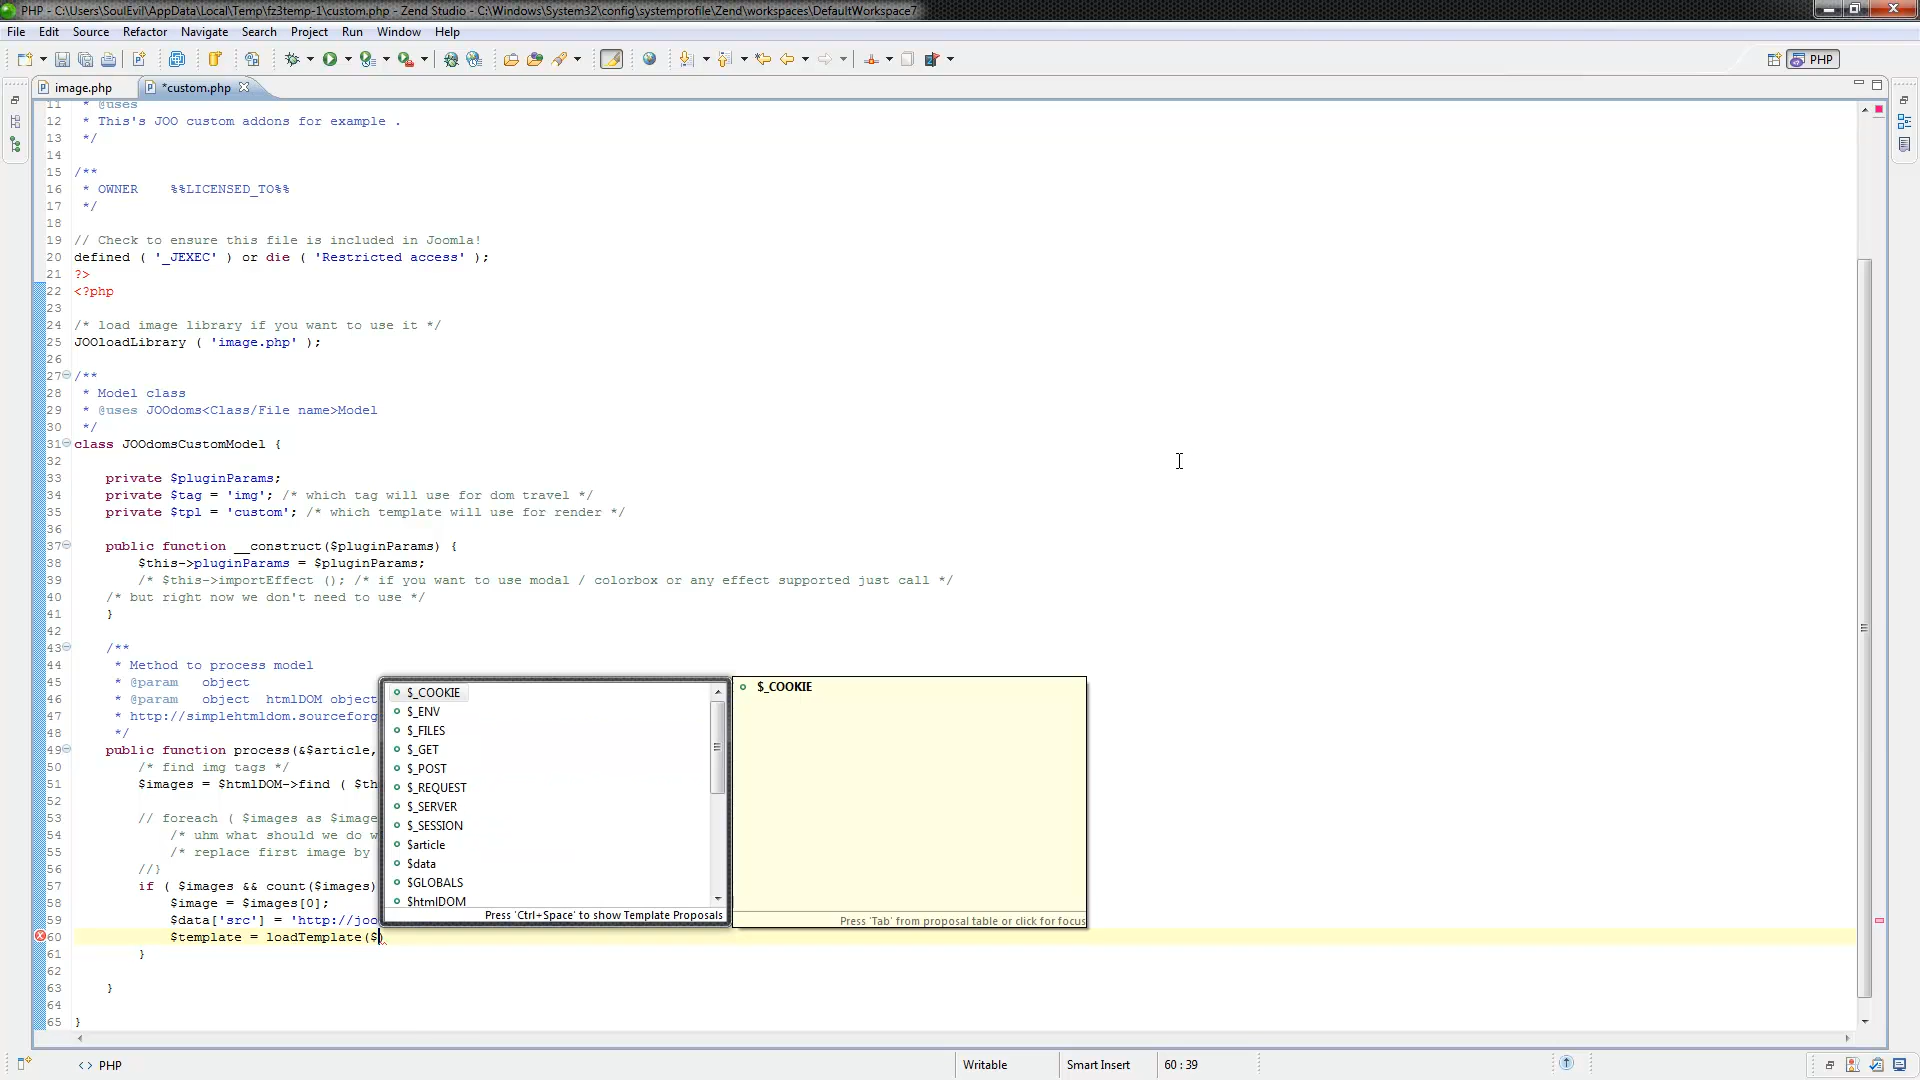 PHP - C:\Users\SoulEvil\AppData\Local\Temp\fz3temp-1\custom.php - Zend Studio - C:\Windows\System32\config\systemprofile\Zend\workspaces\DefaultWorkspace7
File Edit Source Refactor Navigate Search Project Run Window Help
PHP
image.php *custom.php
11 * @uses
12 * This's JOO custom addons for example .
13 */
14
15 /**
16 * OWNER %%LICENSED_TO%%
17 */
18
19 // Check to ensure this file is included in Joomla!
20 defined ( '_JEXEC' ) or die ( 'Restricted access' );
21 ?>
22 <?php
23
24 /* load image library if you want to use it */
25 JOOloadLibrary ( 'image.php' );
26
27 /**
28 * Model class
29 * @uses JOOdoms<Class/File name>Model
30 */
31 class JOOdomsCustomModel {
32
33 private $pluginParams;
34 private $tag = 'img'; /* which tag will use for dom travel */
35 private $tpl = 'custom'; /* which template will use for render */
36
37 public function __construct($pluginParams) {
38 $this->pluginParams = $pluginParams;
39 /* $this->importEffect (); /* if you want to use modal / colorbox or any effect supported just call */
40 /* but right now we don't need to use */
41 }
42
43 /**
44 * Method to process model
45 * @param object
46 * @param object htmlDOM object
47 * http://simplehtmldom.sourceforg
48 */
49 public function process(&$article,
50 /* find img tags */
51 $images = $htmlDOM->find ( $th
52
53 // foreach ( $images as $image
54 /* uhm what should we do w
55 /* replace first image by
56 //}
57 if ( $images && count($images)
58 $image = $images[0];
59 $data['src'] = 'http://joo
60 $template = loadTemplate($)
61 }
62
63 }
64
65 }
$_COOKIE
$_ENV
$_FILES
$_GET
$_POST
$_REQUEST
$_SERVER
$_SESSION
$article
$data
$GLOBALS
$htmlDOM
Press 'Ctrl+Space' to show Template Proposals
$_COOKIE
Press 'Tab' from proposal table or click for focus
<> PHP
Writable Smart Insert 60 : 39